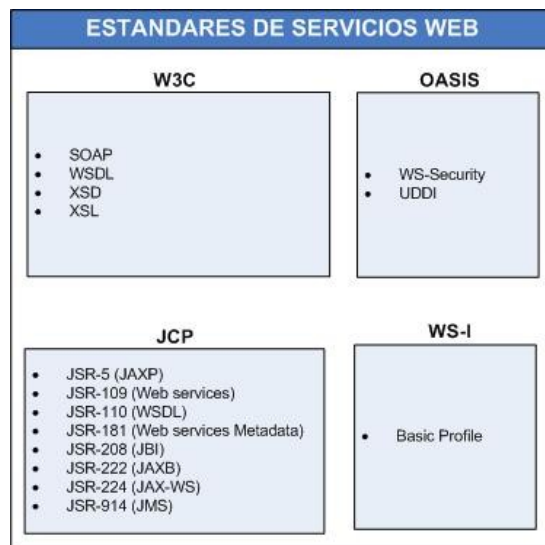 ESTANDARES DE SERVICIOS WEB
W3C
• SOAP
• WSDL
• XSD
• XSL
OASIS
• WS-Security
• UDDI
JCP
• JSR-5 (JAXP)
• JSR-109 (Web services)
• JSR-110 (WSDL)
• JSR-181 (Web services Metadata)
• JSR-208 (JBI)
• JSR-222 (JAXB)
• JSR-224 (JAX-WS)
• JSR-914 (JMS)
WS-I
• Basic Profile